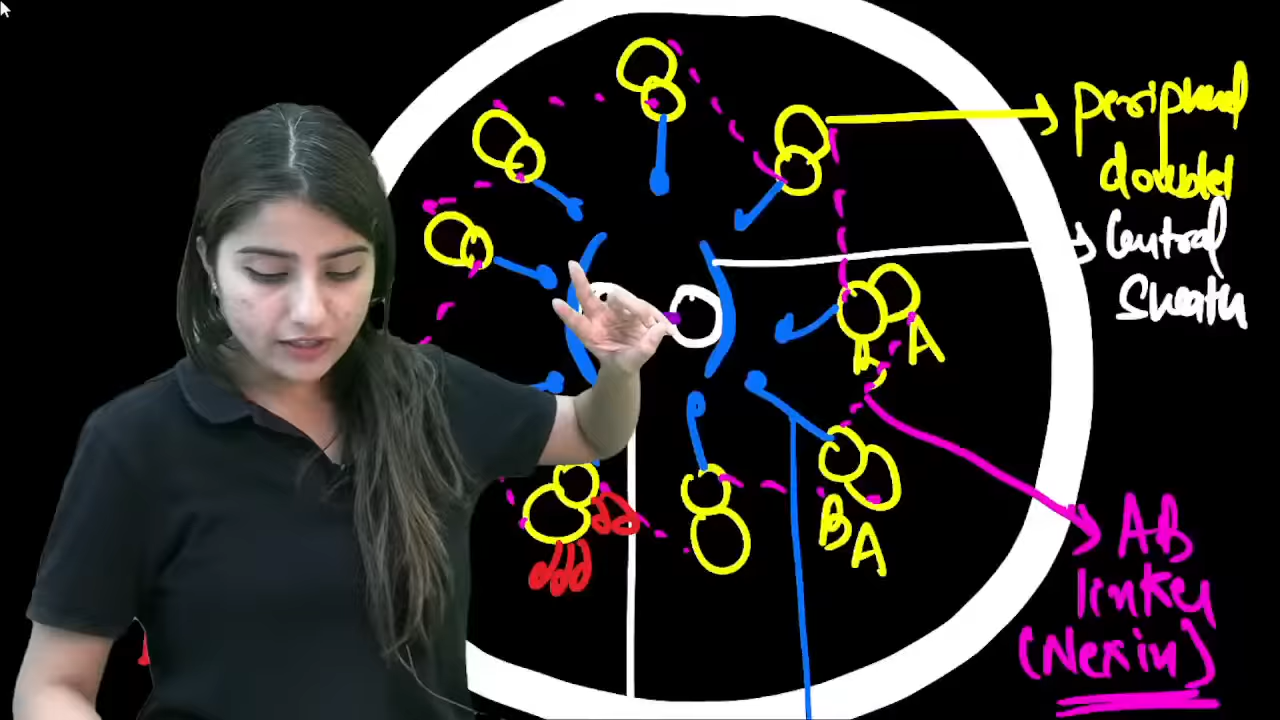 peripheral
doublet
Central
Sheath
A
B A
AB
linker
(Nexin)